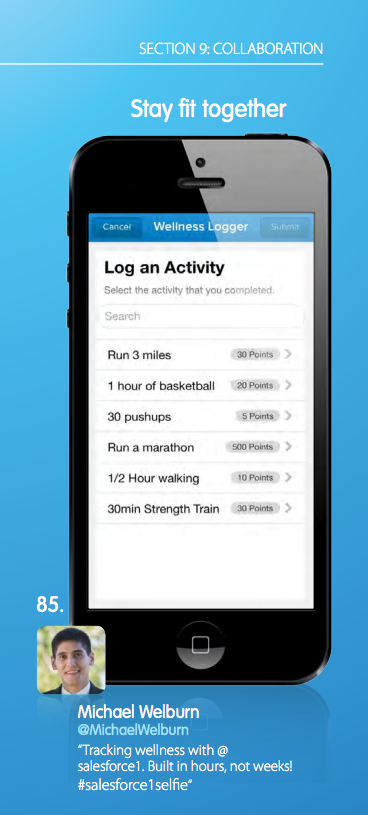 SECTION 9: COLLABORATION
Stay fit together
Cancel Wellness Logger Submit
Log an Activity
Select the activity that you completed.
Search
Run 3 miles 30 Points
1 hour of basketball 20 Points
30 pushups 5 Points
Run a marathon 500 Points
1/2 Hour walking 10 Points
30min Strength Train 30 Points
85.
Michael Welburn
@MichaelWelburn
“Tracking wellness with @
salesforce1. Built in hours, not weeks!
#salesforce1selfie”